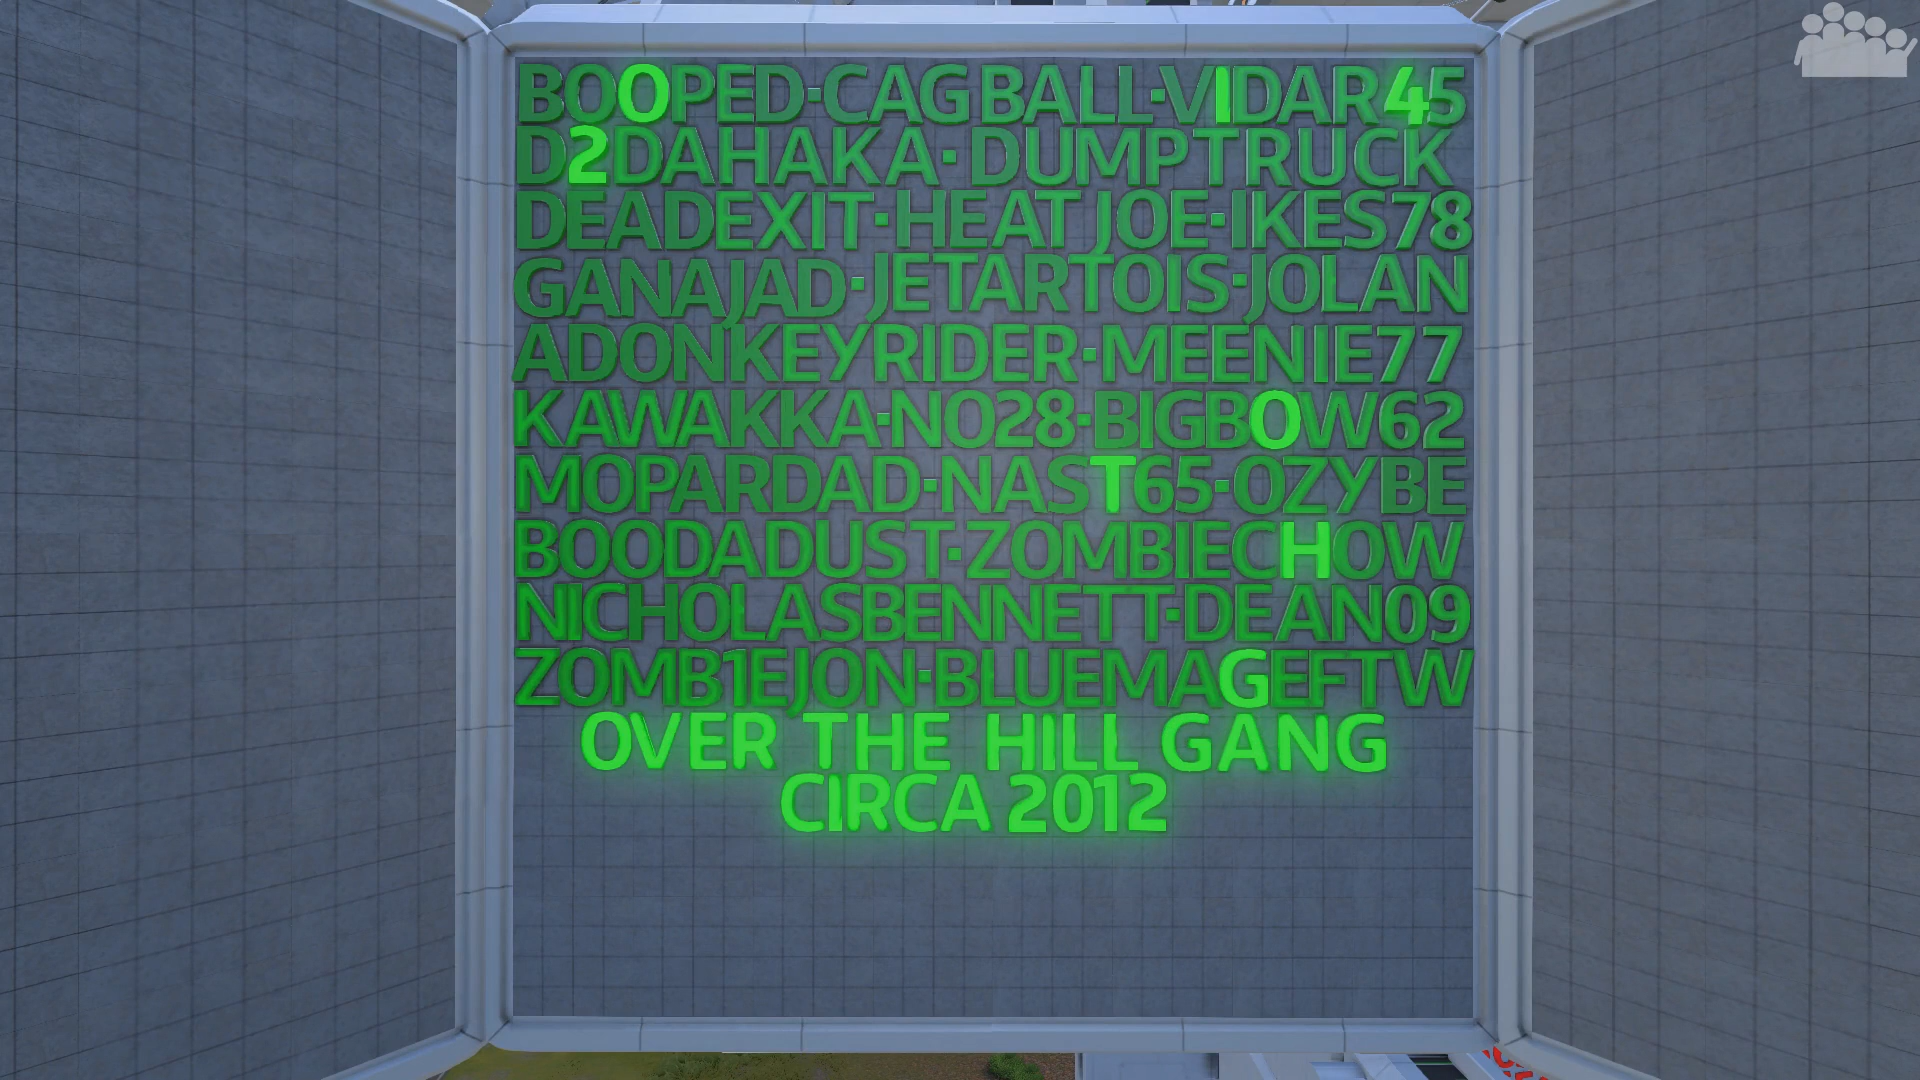 BOOPED·CAGBALL·VIDAR45
D2DAHAKA·DUMPTRUCK
DEADEXIT·HEATJOE·IKES78
GANAJAD·JETARTOIS·JOLAN
ADONKEYRIDER·MEENIE77
KAWAKKA·NO28·BIGBOW62
MOPARDAD·NAST65·OZYBE
BOODADUST·ZOMBIECHOW
NICHOLASBENNETT·DEAN09
ZOMB1EJON·BLUEMAGEFTW
OVER THE HILL GANG
CIRCA 2012